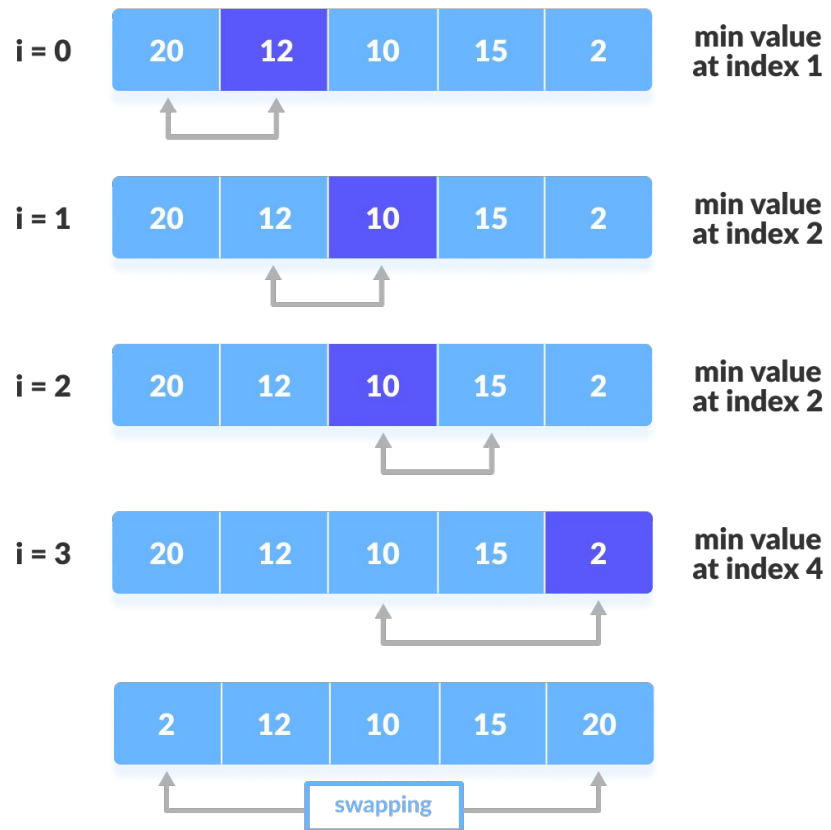 i = 0 20 12 10 15 2 min value
at index 1
i = 1 20 12 10 15 2 min value
at index 2
i = 2 20 12 10 15 2 min value
at index 2
i = 3 20 12 10 15 2 min value
at index 4
2 12 10 15 20
swapping